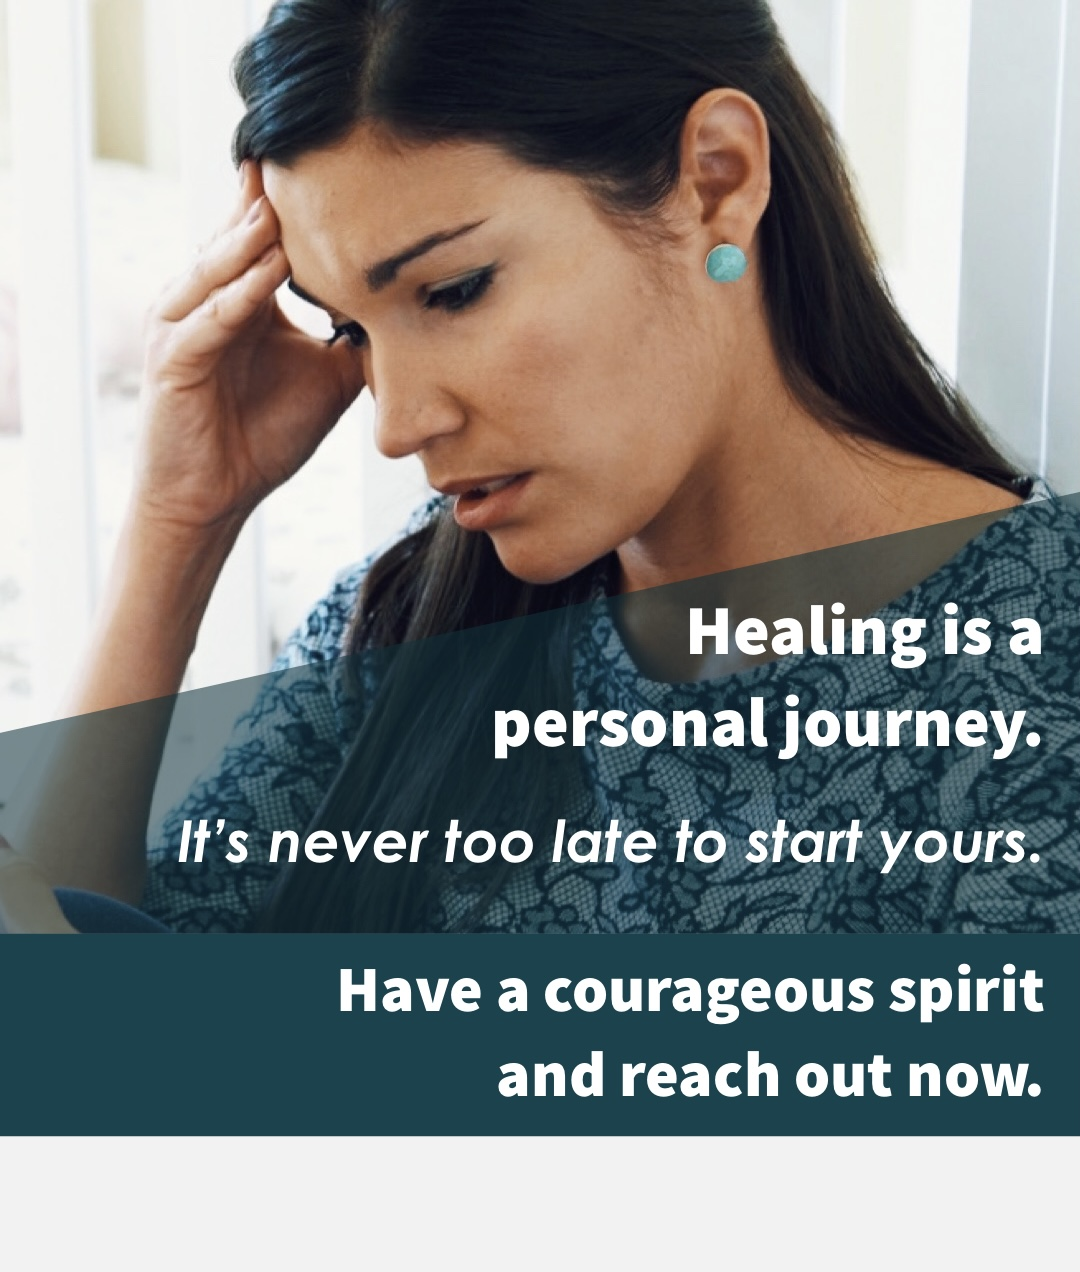 Healing is a
personal journey.
It's never too late to start yours.
Have a courageous spirit
and reach out now.